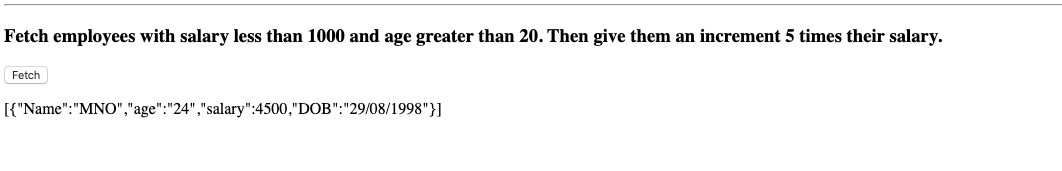 Fetch employees with salary less than 1000 and age greater than 20. Then give them an increment 5 times their salary.
Fetch
[{"Name":"MNO","age":"24","salary":4500,"DOB":"29/08/1998"}]